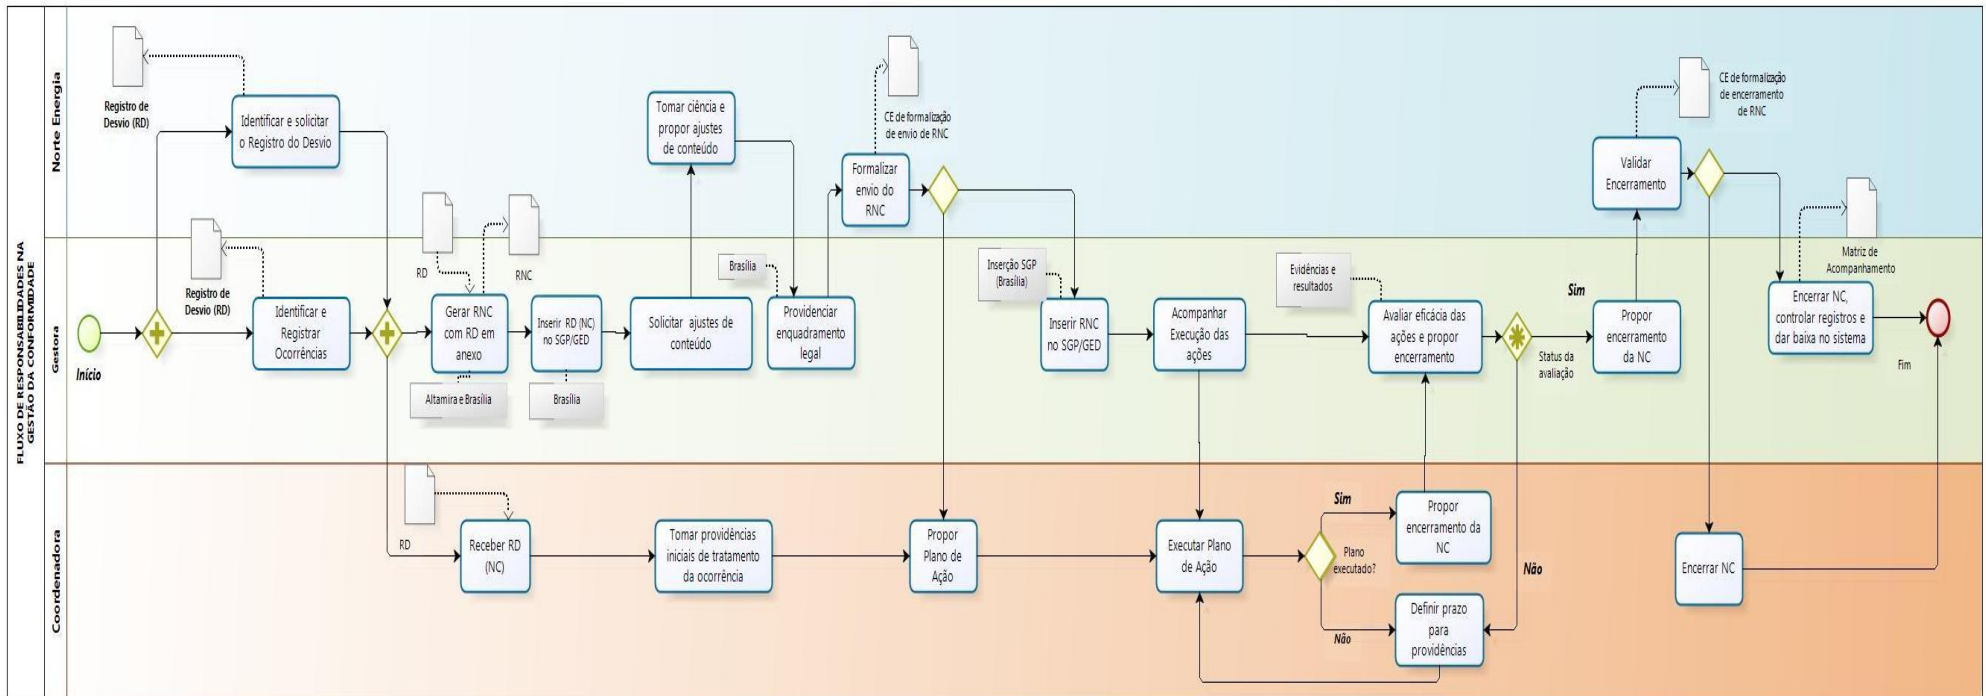 FLUXO DE RESPONSABILIDADES NA
GESTÃO DA CONFORMIDADE
Norte Energia
Registro de
Desvio (RD)
Identificar e solicitar
o Registro do Desvio
Tomar ciência e
propor ajustes
de conteúdo
CE de formalização
de envio de RNC
Formalizar
envio do
RNC
Validar
Encerramento
CE de formalização
de encerramento
de RNC
Matriz de
Acompanhamento
Gestora
Início
Registro de
Desvio (RD)
Identificar e
Registrar
Ocorrências
RD
RNC
Gerar RNC
com RD em
anexo
Altamira e Brasília
Inserir RD (NC)
no SGP/GED
Brasília
Solicitar ajustes de
conteúdo
Brasília
Providenciar
enquadramento
legal
Inserção SGP
(Brasília)
Inserir RNC
no SGP/GED
Acompanhar
Execução das
ações
Evidências e
resultados
Avaliar eficácia das
ações e propor
encerramento
Status da
avaliação
Sim
Propor
encerramento
da NC
Encerrar NC,
controlar registros e
dar baixa no sistema
Fim
Coordenadora
RD
Receber RD
(NC)
Tomar providências
iniciais de tratamento
da ocorrência
Propor
Plano de
Ação
Executar Plano
de Ação
Plano
executado?
Sim
Propor
encerramento da
NC
Não
Definir prazo
para
providências
Não
Encerrar NC